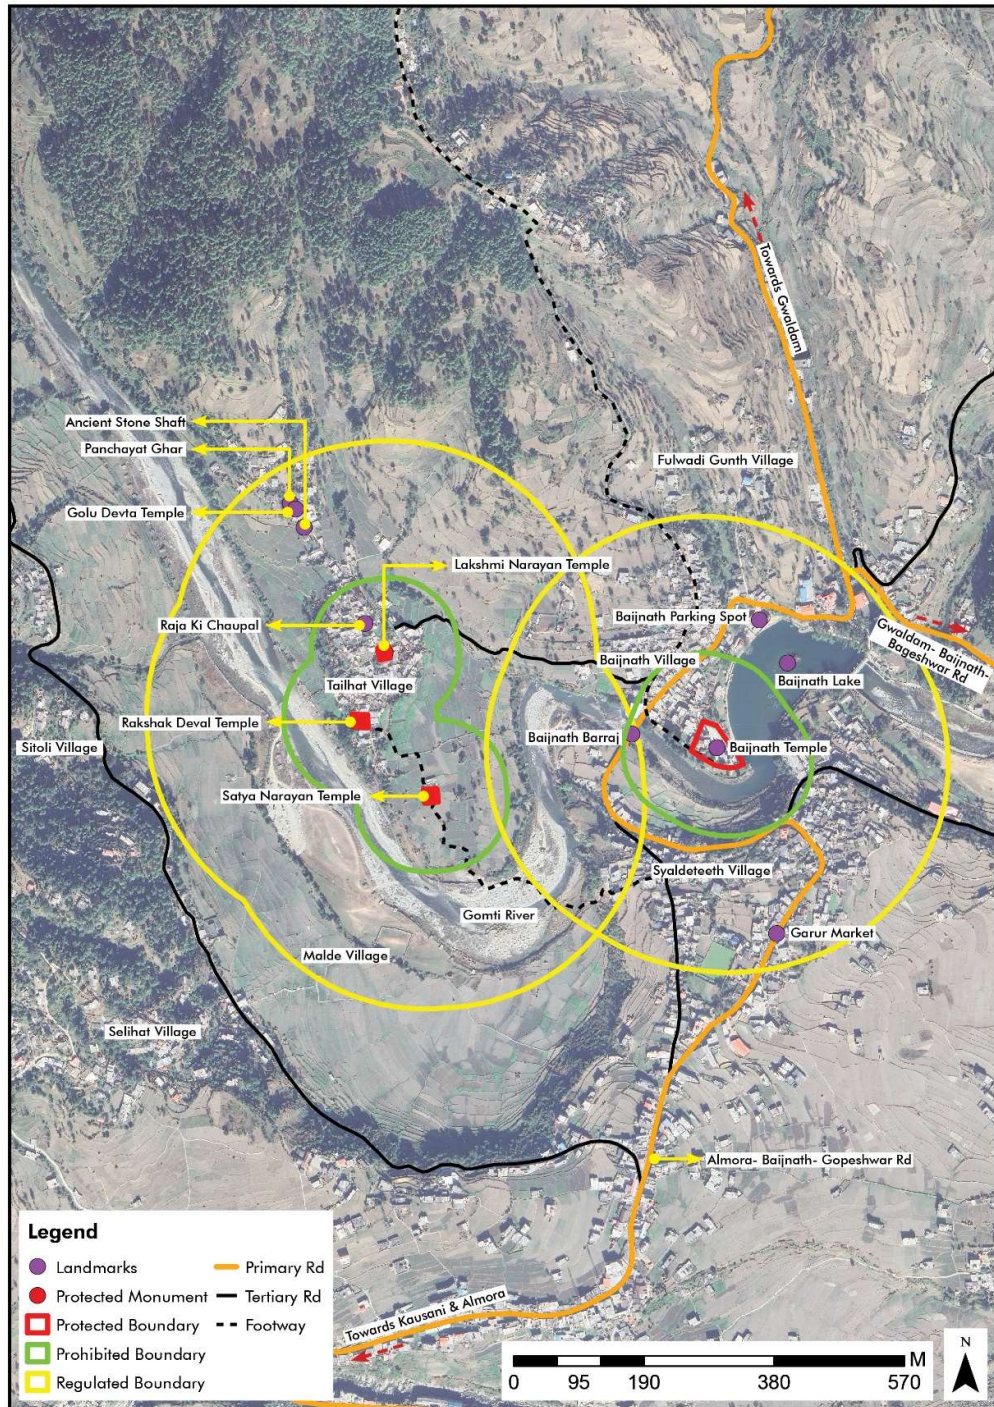 Towards Gwaldam
Ancient Stone Shaft
Panchayat Ghar
Fulwadi Gunth Village
Golu Devta Temple
Lakshmi Narayan Temple
Raja Ki Chaupal
Baijnath Parking Spot
Gwaldam- Baijnath-
Bageshwar Rd
Baijnath Village
Baijnath Lake
Tailhat Village
Rakshak Deval Temple
Baijnath Barraj
Baijnath Temple
Sitoli Village
Satya Narayan Temple
Syaldeteeth Village
Gomti River
Garur Market
Malde Village
Selihat Village
Almora- Baijnath- Gopeshwar Rd
Towards Kausani & Almora
Legend
Landmarks
Primary Rd
Protected Monument
Tertiary Rd
Protected Boundary
Footway
Prohibited Boundary
Regulated Boundary
M
0 95 190 380 570
N